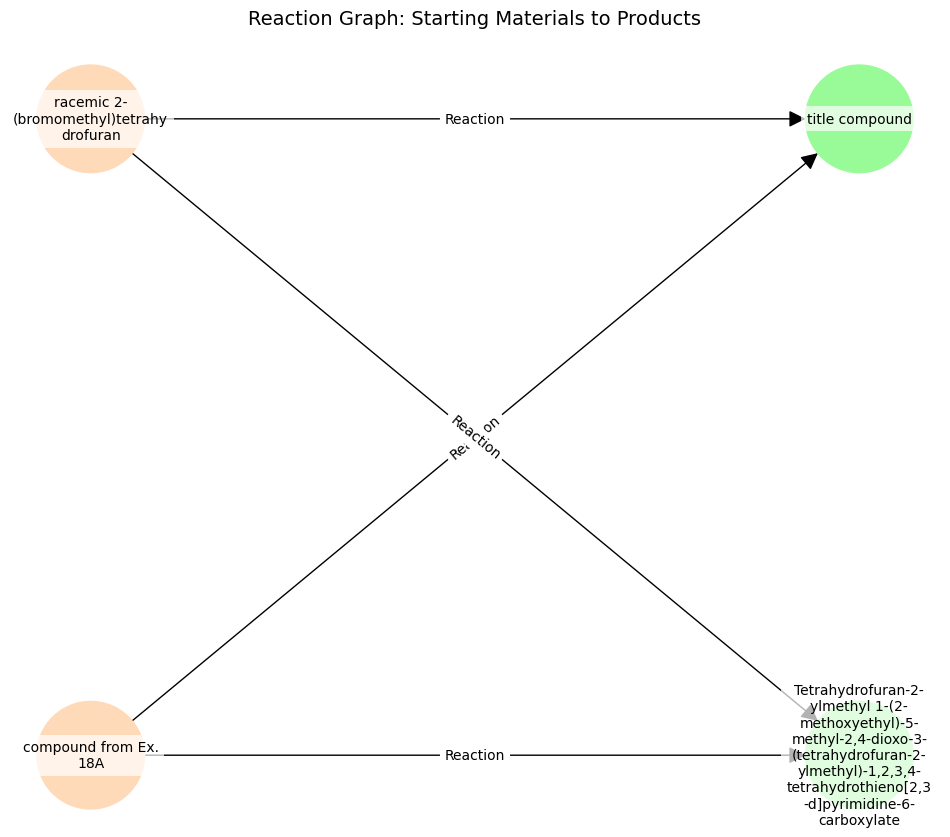 Reaction Graph: Starting Materials to Products
racemic 2-
(bromomethyl)tetrahy
drofuran
Reaction
title compound
Reaction
compound from Ex.
18A
Reaction
Tetrahydrofuran-2-
ylmethyl 1-(2-
methoxyethyl)-5-
methyl-2,4-dioxo-3-
(tetrahydrofuran-2-
ylmethyl)-1,2,3,4-
tetrahydrothieno[2,3
-d]pyrimidine-6-
carboxylate